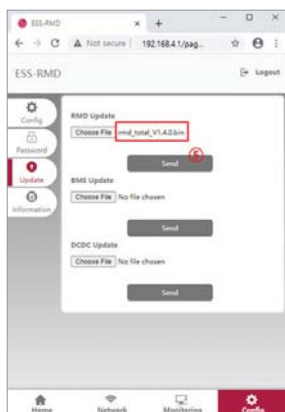 ESS-RMD
Not secure | 192.168.4.1/pag...
ESS-RMD
Logout
Config
Password
Update
Information
RMD Update
Choose File rmd_total_V1.4.0.bin
Send ⑤
BMS Update
Choose File No file chosen
Send
DCDC Update
Choose File No file chosen
Send
Home Network Monitoring Config